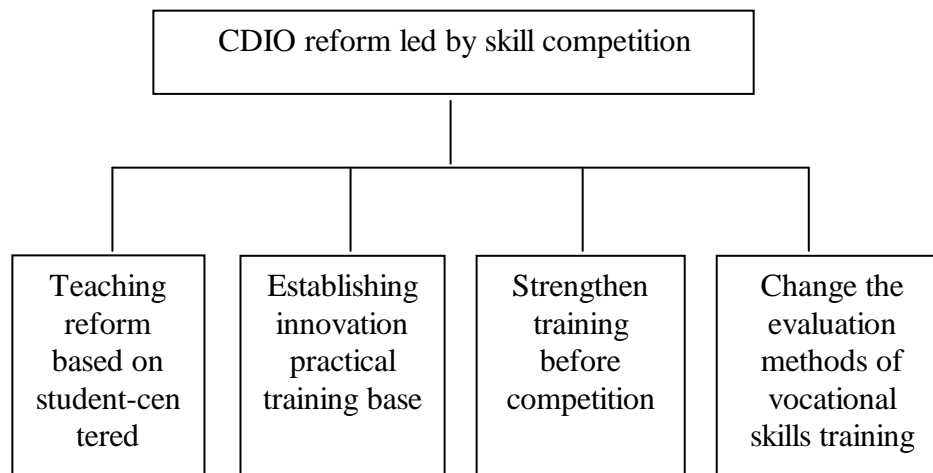 CDIO reform led by skill competition
Teaching
reform
based on
student-cen
tered
Establishing
innovation
practical
training base
Strengthen
training
before
competition
Change the
evaluation
methods of
vocational
skills training